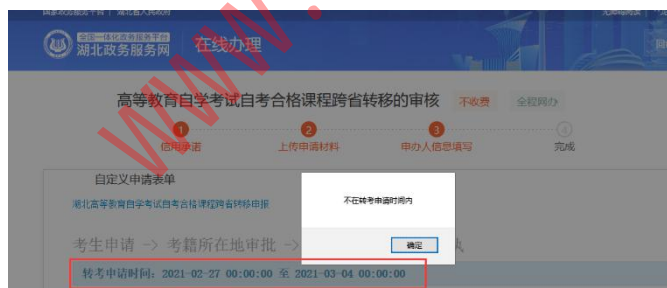 国家政务服务平台 | 湖北省人民政府
全国一体化政务服务平台
湖北政务服务网
在线办理
高等教育自学考试自考合格课程跨省转移的审核 不收费 全程网办
1 2 3 4
信用承诺 上传申请材料 申办人信息填写 完成
自定义申请表单
湖北高等教育自学考试自考合格课程跨省转移申报
不在转考申请时间内
确定
考生申请 -> 考籍所在地审批 ->
转考申请时间：2021-02-27 00:00:00 至 2021-03-04 00:00:00
WWW.